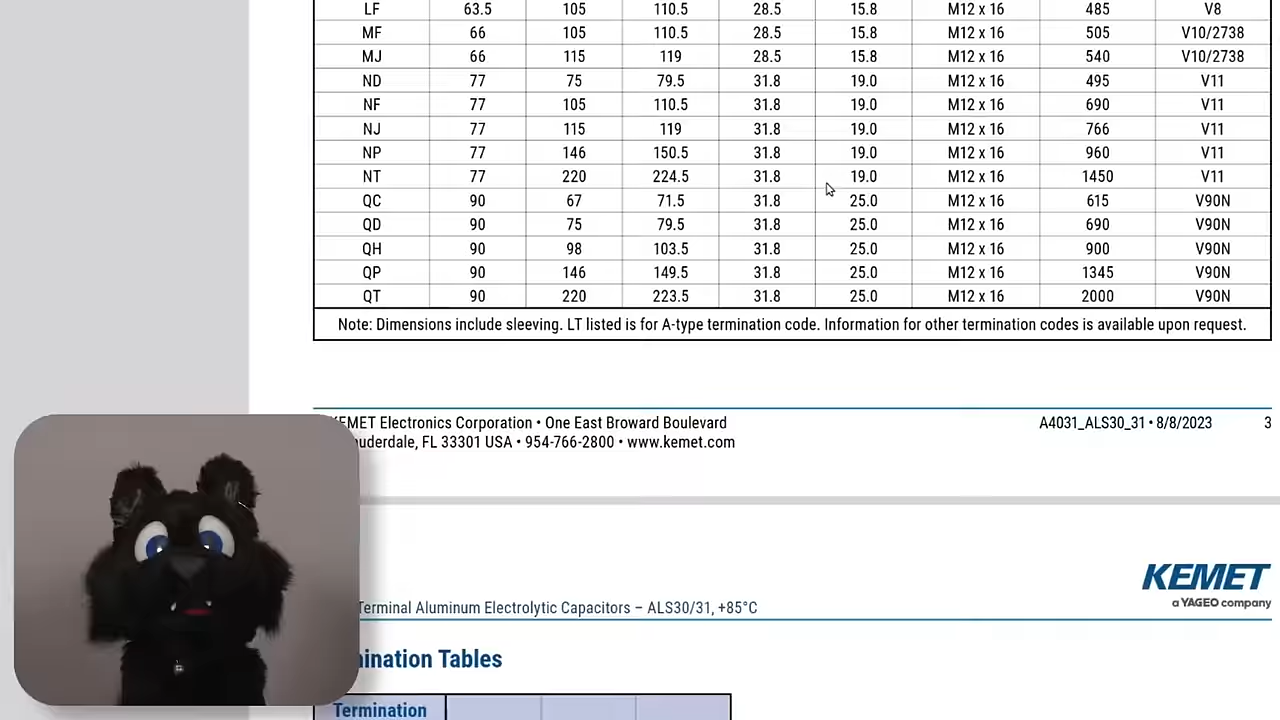 LF 63.5 105 110.5 28.5 15.8 M12 x 16 485 V8
MF 66 105 110.5 28.5 15.8 M12 x 16 505 V10/2738
MJ 66 115 119 28.5 15.8 M12 x 16 540 V10/2738
ND 77 75 79.5 31.8 19.0 M12 x 16 495 V11
NF 77 105 110.5 31.8 19.0 M12 x 16 690 V11
NJ 77 115 119 31.8 19.0 M12 x 16 766 V11
NP 77 146 150.5 31.8 19.0 M12 x 16 960 V11
NT 77 220 224.5 31.8 19.0 M12 x 16 1450 V11
QC 90 67 71.5 31.8 25.0 M12 x 16 615 V90N
QD 90 75 79.5 31.8 25.0 M12 x 16 690 V90N
QH 90 98 103.5 31.8 25.0 M12 x 16 900 V90N
QP 90 146 149.5 31.8 25.0 M12 x 16 1345 V90N
QT 90 220 223.5 31.8 25.0 M12 x 16 2000 V90N
Note: Dimensions include sleeving. LT listed is for A-type termination code. Information for other termination codes is available upon request.
KEMET Electronics Corporation • One East Broward Boulevard A4031_ALS30_31 • 8/8/2023 3
auderdale, FL 33301 USA • 954-766-2800 • www.kemet.com
KEMET
a YAGEO company
Terminal Aluminum Electrolytic Capacitors – ALS30/31, +85°C
ination Tables
Termination